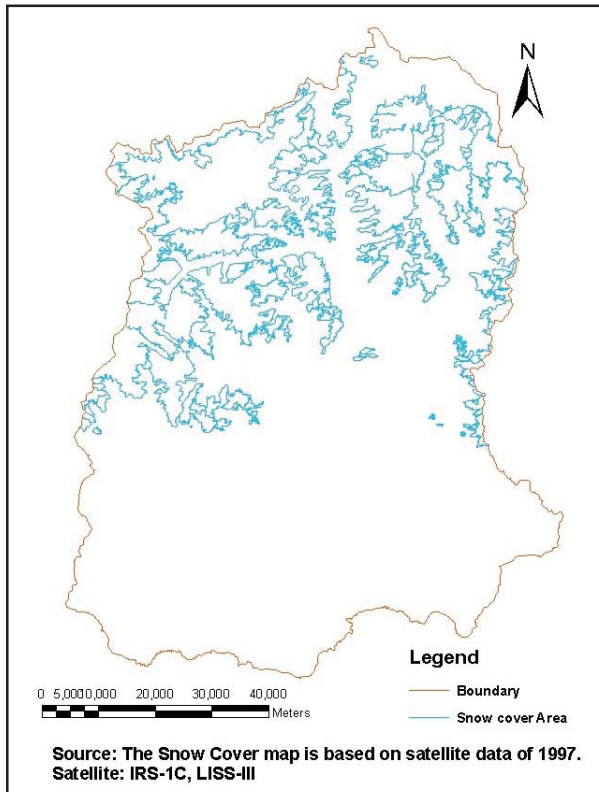 N
Legend
Boundary
Snow cover Area
0 5,00010,000 20,000 30,000 40,000
Meters
Source: The Snow Cover map is based on satellite data of 1997.
Satellite: IRS-1C, LISS-III